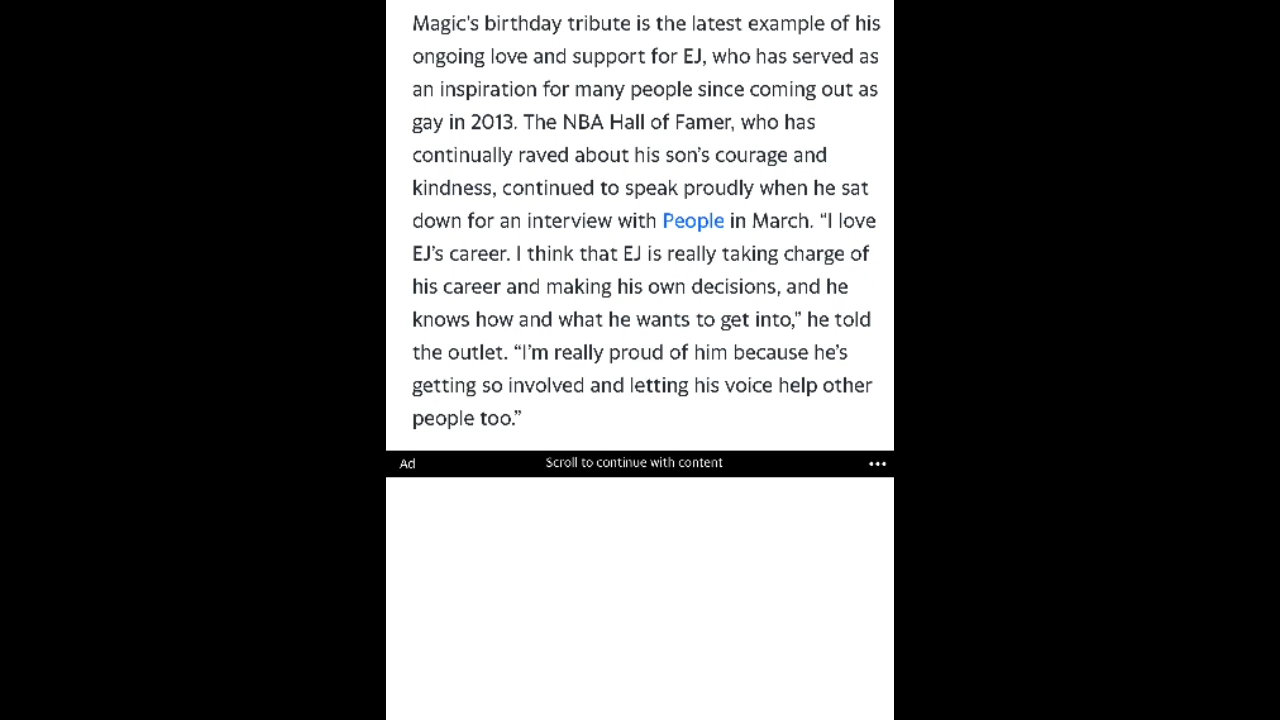 Magic's birthday tribute is the latest example of his
ongoing love and support for EJ, who has served as
an inspiration for many people since coming out as
gay in 2013. The NBA Hall of Famer, who has
continually raved about his son’s courage and
kindness, continued to speak proudly when he sat
down for an interview with People in March. “I love
EJ’s career. I think that EJ is really taking charge of
his career and making his own decisions, and he
knows how and what he wants to get into,” he told
the outlet. “I’m really proud of him because he’s
getting so involved and letting his voice help other
people too.”
Ad Scroll to continue with content •••